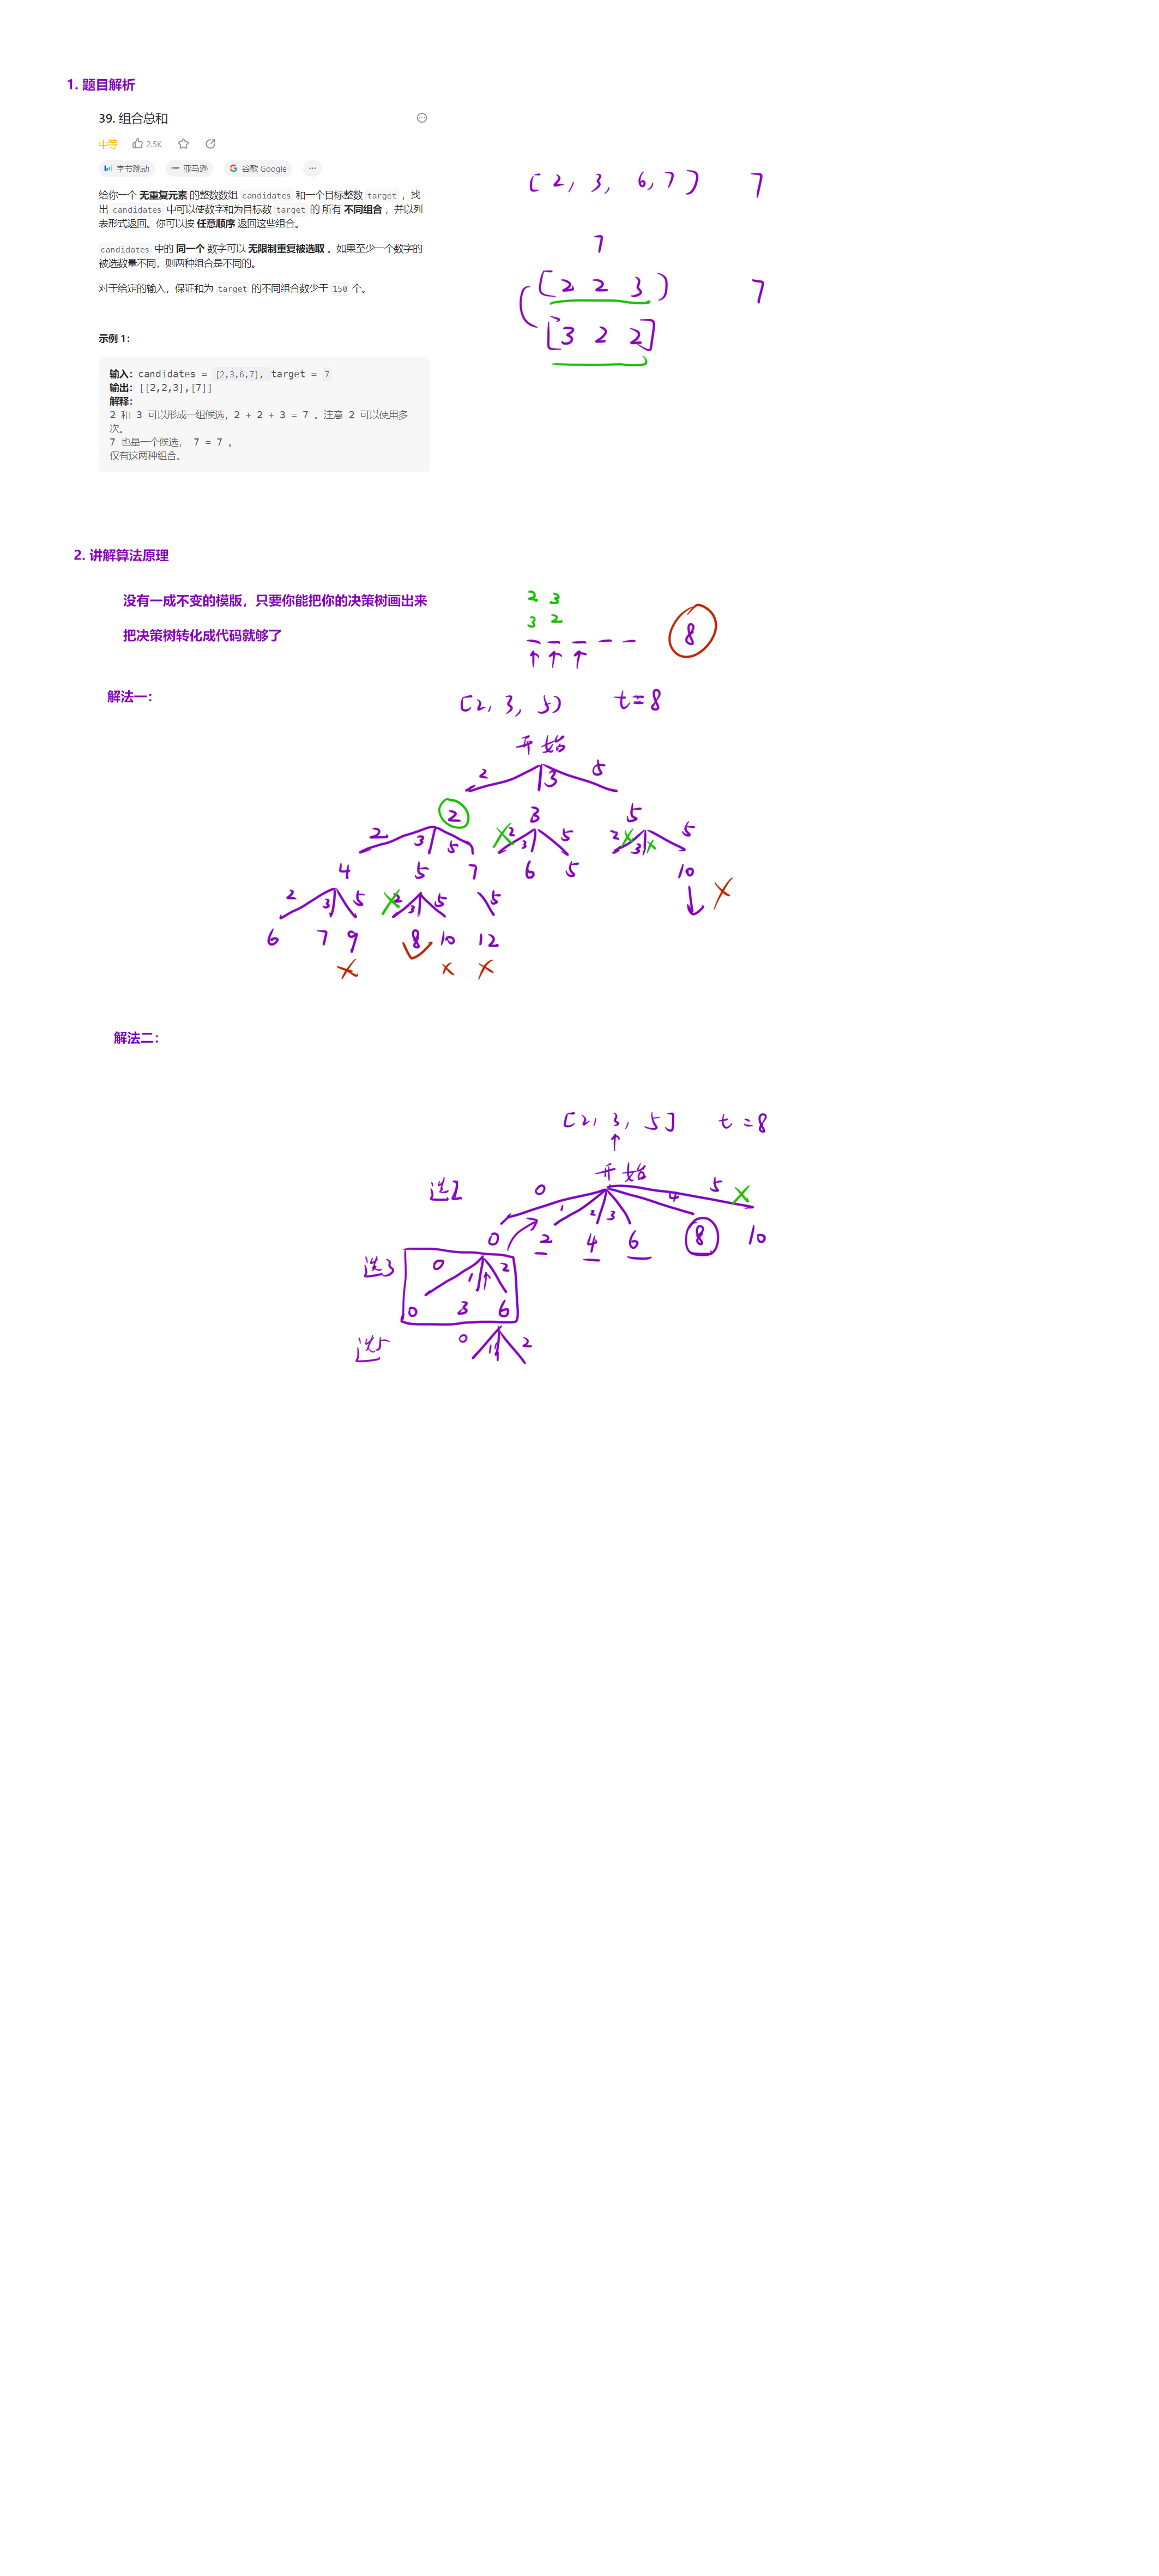 1. 题目解析
39. 组合总和
中等 2.5K
字节跳动 亚马逊 谷歌 Google ···
给你一个 无重复元素 的整数数组 candidates 和一个目标整数 target ，找
出 candidates 中可以使数字和为目标数 target 的 所有 不同组合 ，并以列
表形式返回。你可以按 任意顺序 返回这些组合。
candidates 中的 同一个 数字可以 无限制重复被选取 。如果至少一个数字的
被选数量不同，则两种组合是不同的。
对于给定的输入，保证和为 target 的不同组合数少于 150 个。
示例 1：
输入：candidates = [2,3,6,7], target = 7
输出：[[2,2,3],[7]]
解释：
2 和 3 可以形成一组候选，2 + 2 + 3 = 7 。注意 2 可以使用多
次。
7 也是一个候选， 7 = 7 。
仅有这两种组合。
[2, 3, 6, 7] 7
7
[2 2 3] 7
[3 2 2]
2. 讲解算法原理
没有一成不变的模版，只要你能把你的决策树画出来
把决策树转化成代码就够了
2 3
3 2
8
解法一：
[2, 3, 5] t=8
开始
2 3 5
2 3 5
2 3 5 2 3 5 2 3 5
4 5 7 6 5 10
2 3 5 2 3 5 5
6 7 9 8 10 12
解法二：
[2, 3, 5] t=8
开始
选2 0 1 2 3 4 5
0 2 4 6 8 10
选3 0 1 2
0 3 6
选5 0 1 2